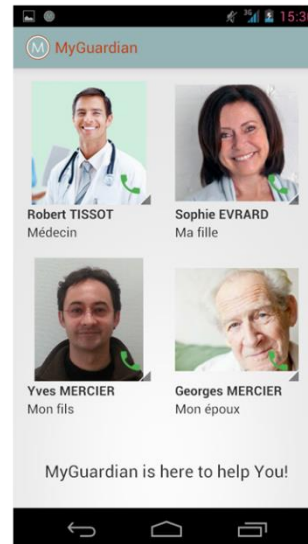 3G 15:30
M MyGuardian
Robert TISSOT
Médecin
Sophie EVRARD
Ma fille
Yves MERCIER
Mon fils
Georges MERCIER
Mon époux
MyGuardian is here to help You!